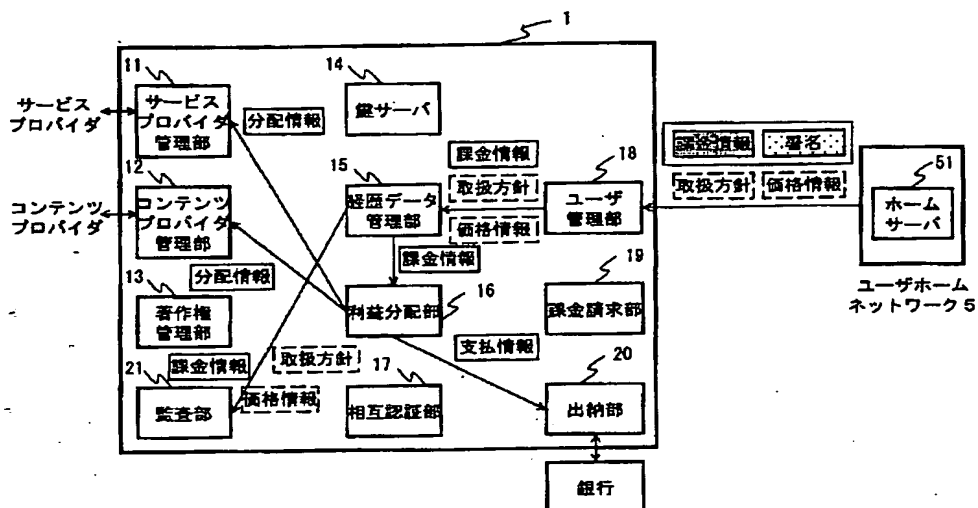 1
11
サービス
プロバイダ
管理部
サービス
プロバイダ
分配情報
14
鍵サーバ
12
コンテンツ
プロバイダ
管理部
コンテンツ
プロバイダ
15
経歴データ
管理部
課金情報
取扱方針
価格情報
18
ユーザ
管理部
課金情報
署名
取扱方針
価格情報
51
ホーム
サーバ
ユーザホーム
ネットワーク5
課金情報
分配情報
13
著作権
管理部
16
利益分配部
19
課金請求部
支払情報
課金情報
取扱方針
価格情報
21
監査部
17
相互認証部
20
出納部
銀行